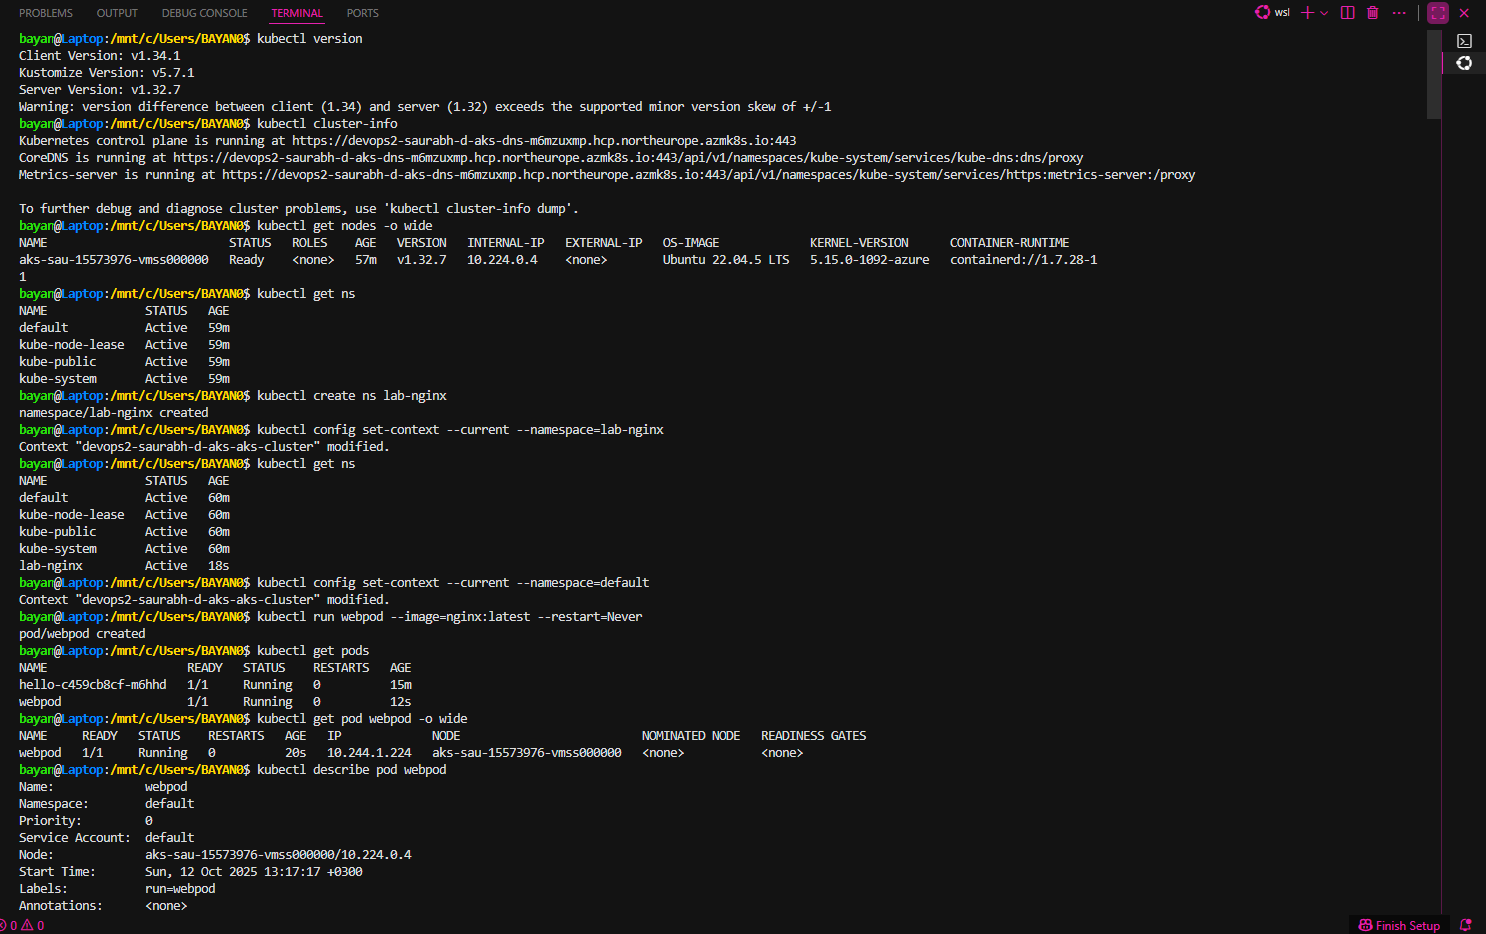 PROBLEMS OUTPUT DEBUG CONSOLE TERMINAL PORTS wsl
bayan@Laptop:/mnt/c/Users/BAYAN0$ kubectl version
Client Version: v1.34.1
Kustomize Version: v5.7.1
Server Version: v1.32.7
Warning: version difference between client (1.34) and server (1.32) exceeds the supported minor version skew of +/-1
bayan@Laptop:/mnt/c/Users/BAYAN0$ kubectl cluster-info
Kubernetes control plane is running at https://devops2-saurabh-d-aks-dns-m6mzuxmp.hcp.northeurope.azmk8s.io:443
CoreDNS is running at https://devops2-saurabh-d-aks-dns-m6mzuxmp.hcp.northeurope.azmk8s.io:443/api/v1/namespaces/kube-system/services/kube-dns:dns/proxy
Metrics-server is running at https://devops2-saurabh-d-aks-dns-m6mzuxmp.hcp.northeurope.azmk8s.io:443/api/v1/namespaces/kube-system/services/https:metrics-server:/proxy
To further debug and diagnose cluster problems, use 'kubectl cluster-info dump'.
bayan@Laptop:/mnt/c/Users/BAYAN0$ kubectl get nodes -o wide
NAME STATUS ROLES AGE VERSION INTERNAL-IP EXTERNAL-IP OS-IMAGE KERNEL-VERSION CONTAINER-RUNTIME
aks-sau-15573976-vmss000000 Ready <none> 57m v1.32.7 10.224.0.4 <none> Ubuntu 22.04.5 LTS 5.15.0-1092-azure containerd://1.7.28-1
1
bayan@Laptop:/mnt/c/Users/BAYAN0$ kubectl get ns
NAME STATUS AGE
default Active 59m
kube-node-lease Active 59m
kube-public Active 59m
kube-system Active 59m
bayan@Laptop:/mnt/c/Users/BAYAN0$ kubectl create ns lab-nginx
namespace/lab-nginx created
bayan@Laptop:/mnt/c/Users/BAYAN0$ kubectl config set-context --current --namespace=lab-nginx
Context "devops2-saurabh-d-aks-aks-cluster" modified.
bayan@Laptop:/mnt/c/Users/BAYAN0$ kubectl get ns
NAME STATUS AGE
default Active 60m
kube-node-lease Active 60m
kube-public Active 60m
kube-system Active 60m
lab-nginx Active 18s
bayan@Laptop:/mnt/c/Users/BAYAN0$ kubectl config set-context --current --namespace=default
Context "devops2-saurabh-d-aks-aks-cluster" modified.
bayan@Laptop:/mnt/c/Users/BAYAN0$ kubectl run webpod --image=nginx:latest --restart=Never
pod/webpod created
bayan@Laptop:/mnt/c/Users/BAYAN0$ kubectl get pods
NAME READY STATUS RESTARTS AGE
hello-c459cb8cf-m6hhd 1/1 Running 0 15m
webpod 1/1 Running 0 12s
bayan@Laptop:/mnt/c/Users/BAYAN0$ kubectl get pod webpod -o wide
NAME READY STATUS RESTARTS AGE IP NODE NOMINATED NODE READINESS GATES
webpod 1/1 Running 0 20s 10.244.1.224 aks-sau-15573976-vmss000000 <none> <none>
bayan@Laptop:/mnt/c/Users/BAYAN0$ kubectl describe pod webpod
Name: webpod
Namespace: default
Priority: 0
Service Account: default
Node: aks-sau-15573976-vmss000000/10.224.0.4
Start Time: Sun, 12 Oct 2025 13:17:17 +0300
Labels: run=webpod
Annotations: <none>
0 0 Finish Setup